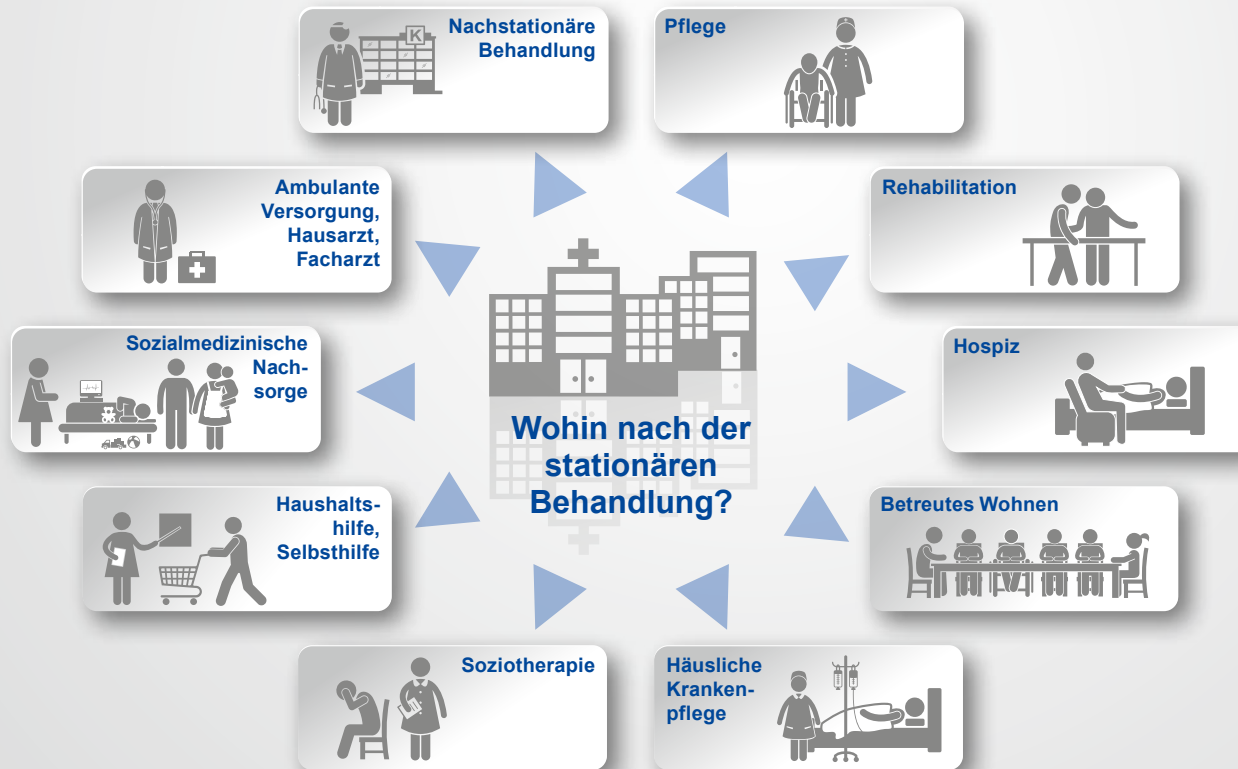 Nachstationäre
Behandlung
K
Pflege
Ambulante
Versorgung,
Hausarzt,
Facharzt
Rehabilitation
Sozialmedizinische
Nach-
sorge
Hospiz
Wohin nach der
stationären
Behandlung?
Haushalts-
hilfe,
Selbsthilfe
Betreutes Wohnen
Soziotherapie
Häusliche
Kranken-
pflege